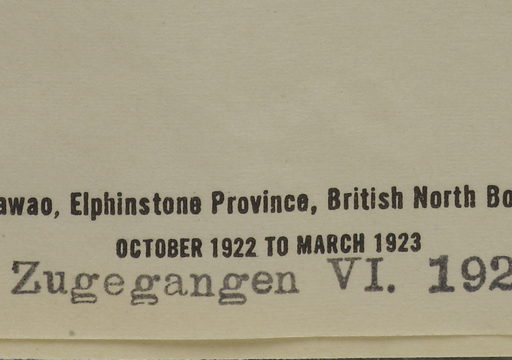 awao, Elphinstone Province, British North Bo
OCTOBER 1922 TO MARCH 1923
Zugegangen VI. 192